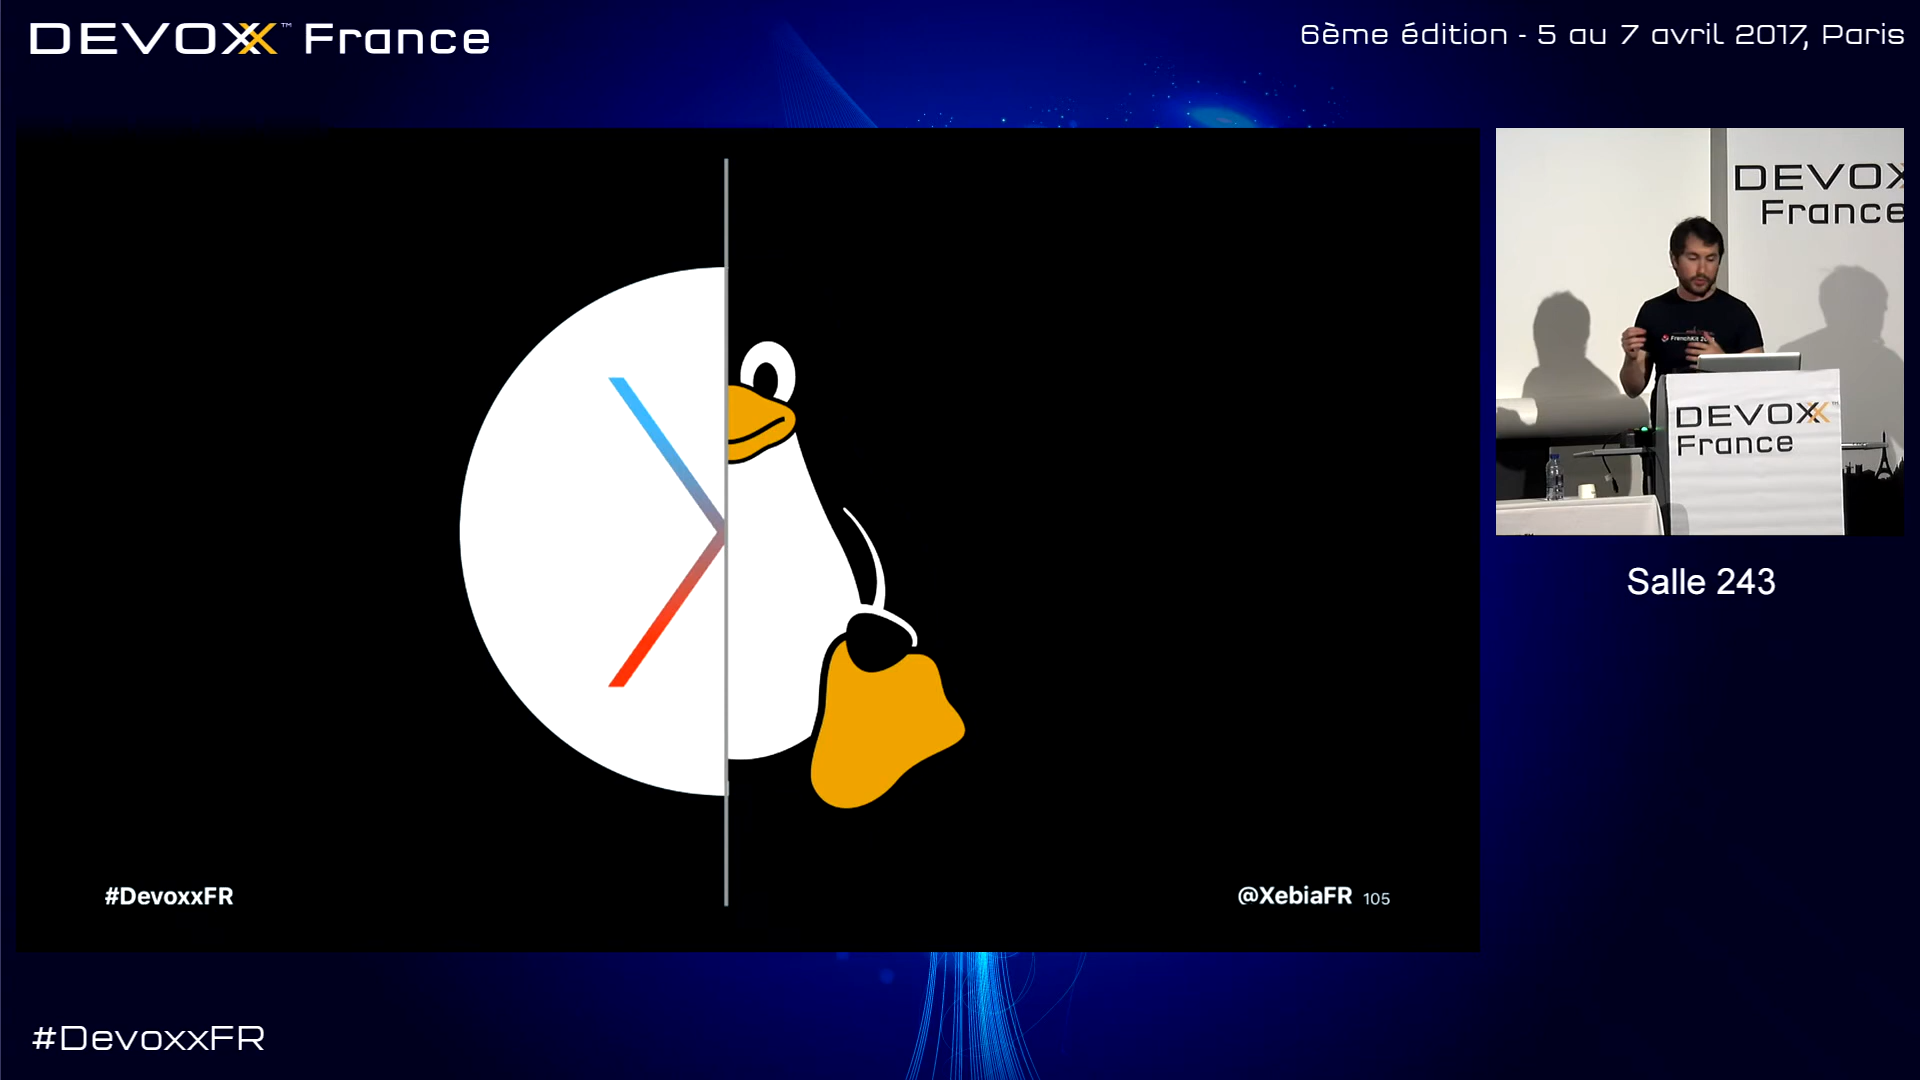 DEVOXX™ France
6ème édition - 5 au 7 avril 2017, Paris
DEVOX
France
FrenchKit
DEVOXX™
France
Salle 243
#DevoxxFR
@XebiaFR 105
#DevoxxFR